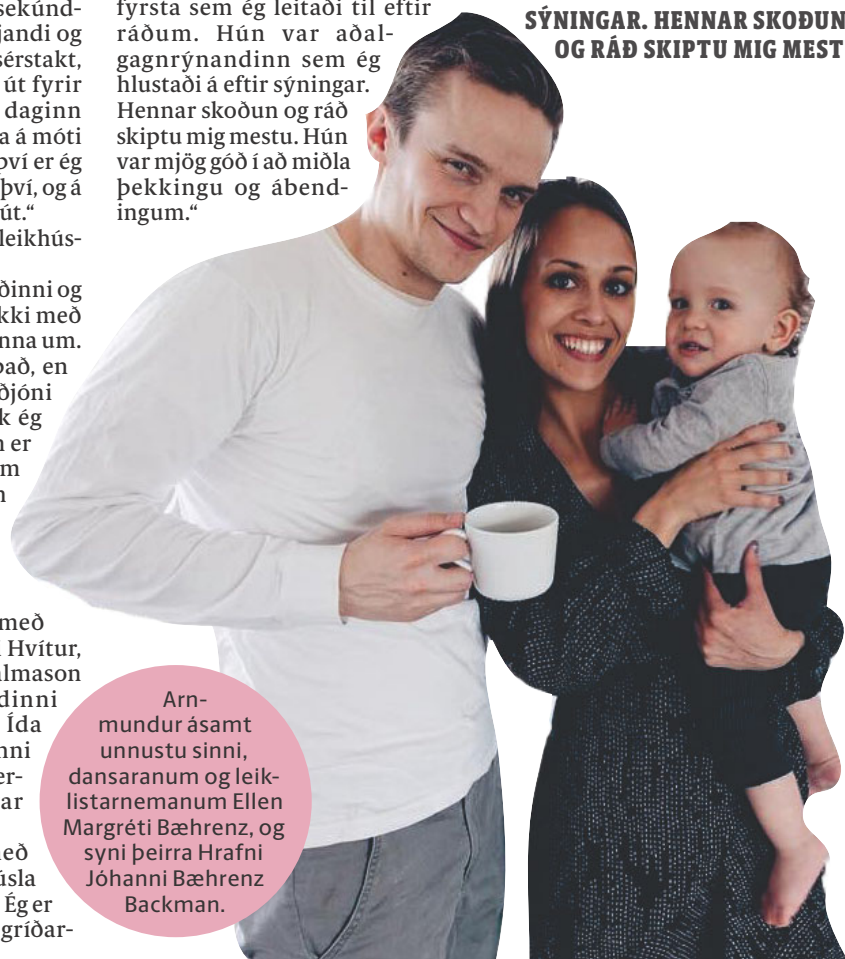 sekúnd-
jandi og
sérstakt,
út fyrir
daginn
a á móti
því er ég
því, og á
út.“
leikhús-
ðinni og
kki með
nna um.
það, en
ðjóni
k ég
er
m
með
Hvítur,
lmason
dinni
Ída
nni
er-
ar
með
úsla
Ég er
gríðar-
fyrsta sem ég leitaði til eftir
ráðum. Hún var aðal-
gagnrýnandinn sem ég
hlustaði á eftir sýningar.
Hennar skoðun og ráð
skiptu mig mestu. Hún
var mjög góð í að miðla
þekkingu og ábend-
ingum.“
SÝNINGAR. HENNAR SKOÐUN
OG RÁÐ SKIPTU MIG MEST
Arn-
mundur ásamt
unnustu sinni,
dansaranum og leik-
listarnemanum Ellen
Margréti Bæhrenz, og
syni þeirra Hrafni
Jóhanni Bæhrenz
Backman.